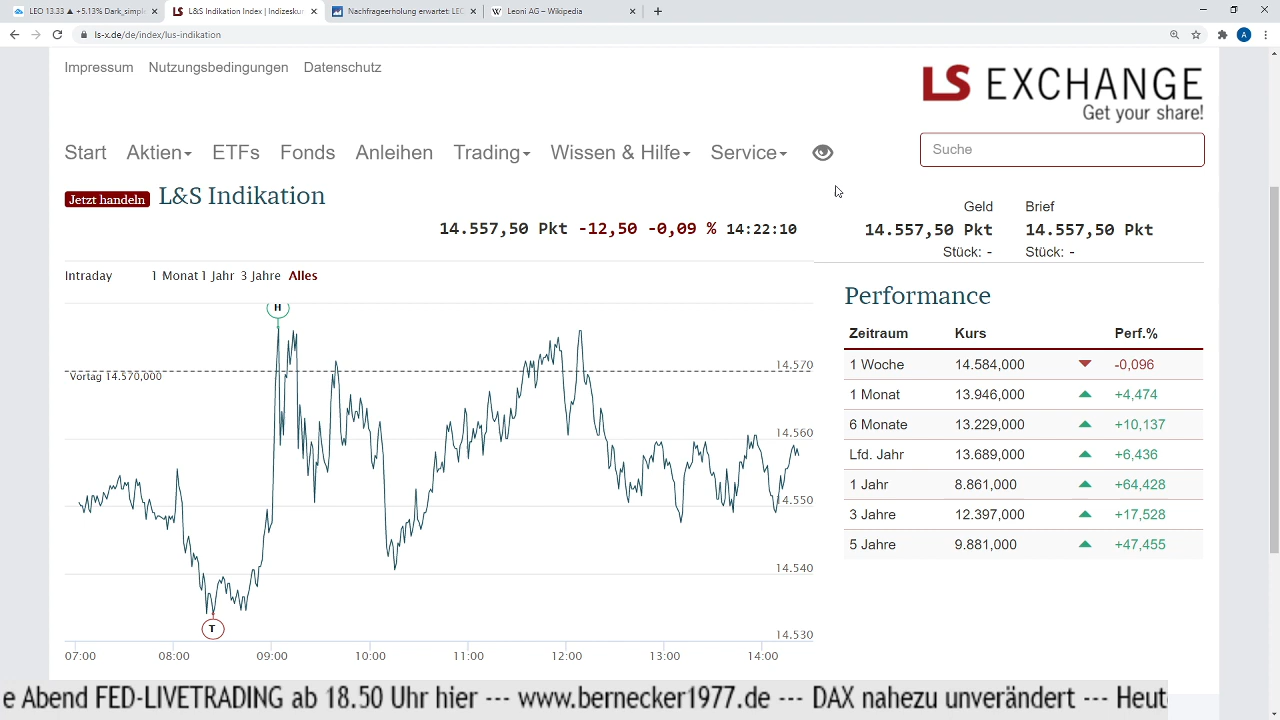 LEO 13.33 ▲ +5.13% Dark_simple
L&S Indikation Index | Indizeskur
Nachfrageerholung erwartet: LEO
Leoni AG – Wikipedia
ls-x.de/de/index/lus-indikation
A
Impressum Nutzungsbedingungen Datenschutz
LS EXCHANGE
Get your share!
Start Aktien ETFs Fonds Anleihen Trading Wissen & Hilfe Service
Suche
Jetzt handeln L&S Indikation
14.557,50 Pkt -12,50 -0,09 % 14:22:10
Geld Brief
14.557,50 Pkt 14.557,50 Pkt
Stück: - Stück: -
Intraday 1 Monat 1 Jahr 3 Jahre Alles
H
Vortag 14.570,000
14.570
14.560
14.550
14.540
14.530
T
07:00 08:00 09:00 10:00 11:00 12:00 13:00 14:00
Performance
Zeitraum Kurs Perf.%
1 Woche 14.584,000 -0,096
1 Monat 13.946,000 +4,474
6 Monate 13.229,000 +10,137
Lfd. Jahr 13.689,000 +6,436
1 Jahr 8.861,000 +64,428
3 Jahre 12.397,000 +17,528
5 Jahre 9.881,000 +47,455
e Abend FED-LIVETRADING ab 18.50 Uhr hier --- www.bernecker1977.de --- DAX nahezu unverändert --- Heut